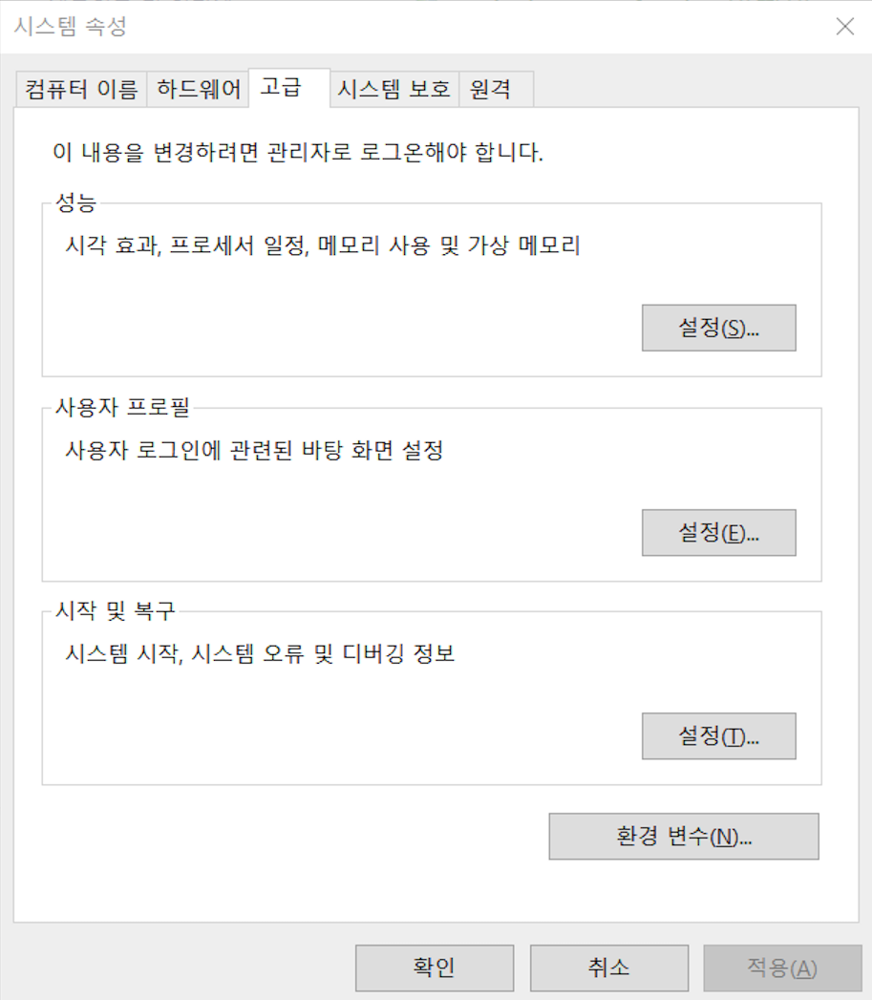 시스템 속성
컴퓨터 이름 하드웨어 고급 시스템 보호 원격
이 내용을 변경하려면 관리자로 로그온해야 합니다.
성능
시각 효과, 프로세서 일정, 메모리 사용 및 가상 메모리
설정(S)...
사용자 프로필
사용자 로그인에 관련된 바탕 화면 설정
설정(E)...
시작 및 복구
시스템 시작, 시스템 오류 및 디버깅 정보
설정(T)...
환경 변수(N)...
확인 취소 적용(A)